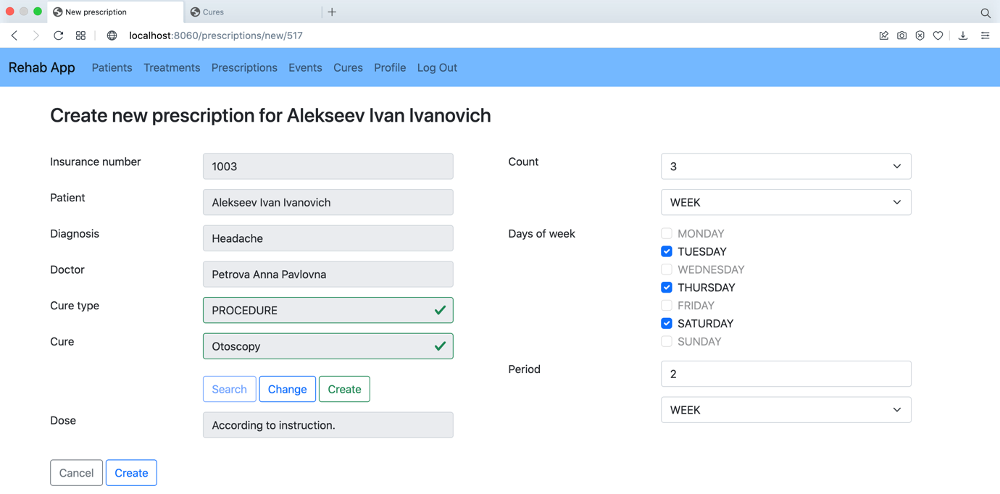 New prescription
Cures
localhost:8060/prescriptions/new/517
Rehab App Patients Treatments Prescriptions Events Cures Profile Log Out
Create new prescription for Alekseev Ivan Ivanovich
Insurance number 1003
Patient Alekseev Ivan Ivanovich
Diagnosis Headache
Doctor Petrova Anna Pavlovna
Cure type PROCEDURE
Cure Otoscopy
Search Change Create
Dose According to instruction.
Count 3
WEEK
Days of week MONDAY
TUESDAY
WEDNESDAY
THURSDAY
FRIDAY
SATURDAY
SUNDAY
Period 2
WEEK
Cancel Create